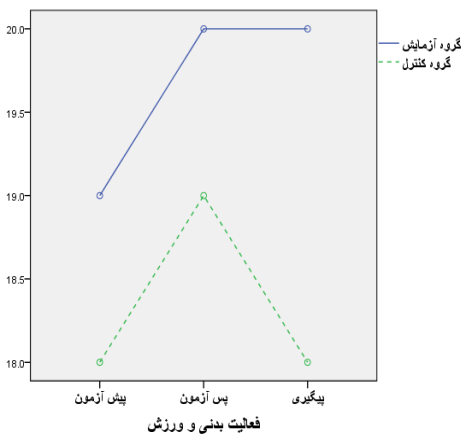 20.0
19.5
19.0
18.5
18.0
گروه آزمایش
گروه کنترل
پیش آزمون
پس آزمون
پیگیری
فعالیت بدنی و ورزش